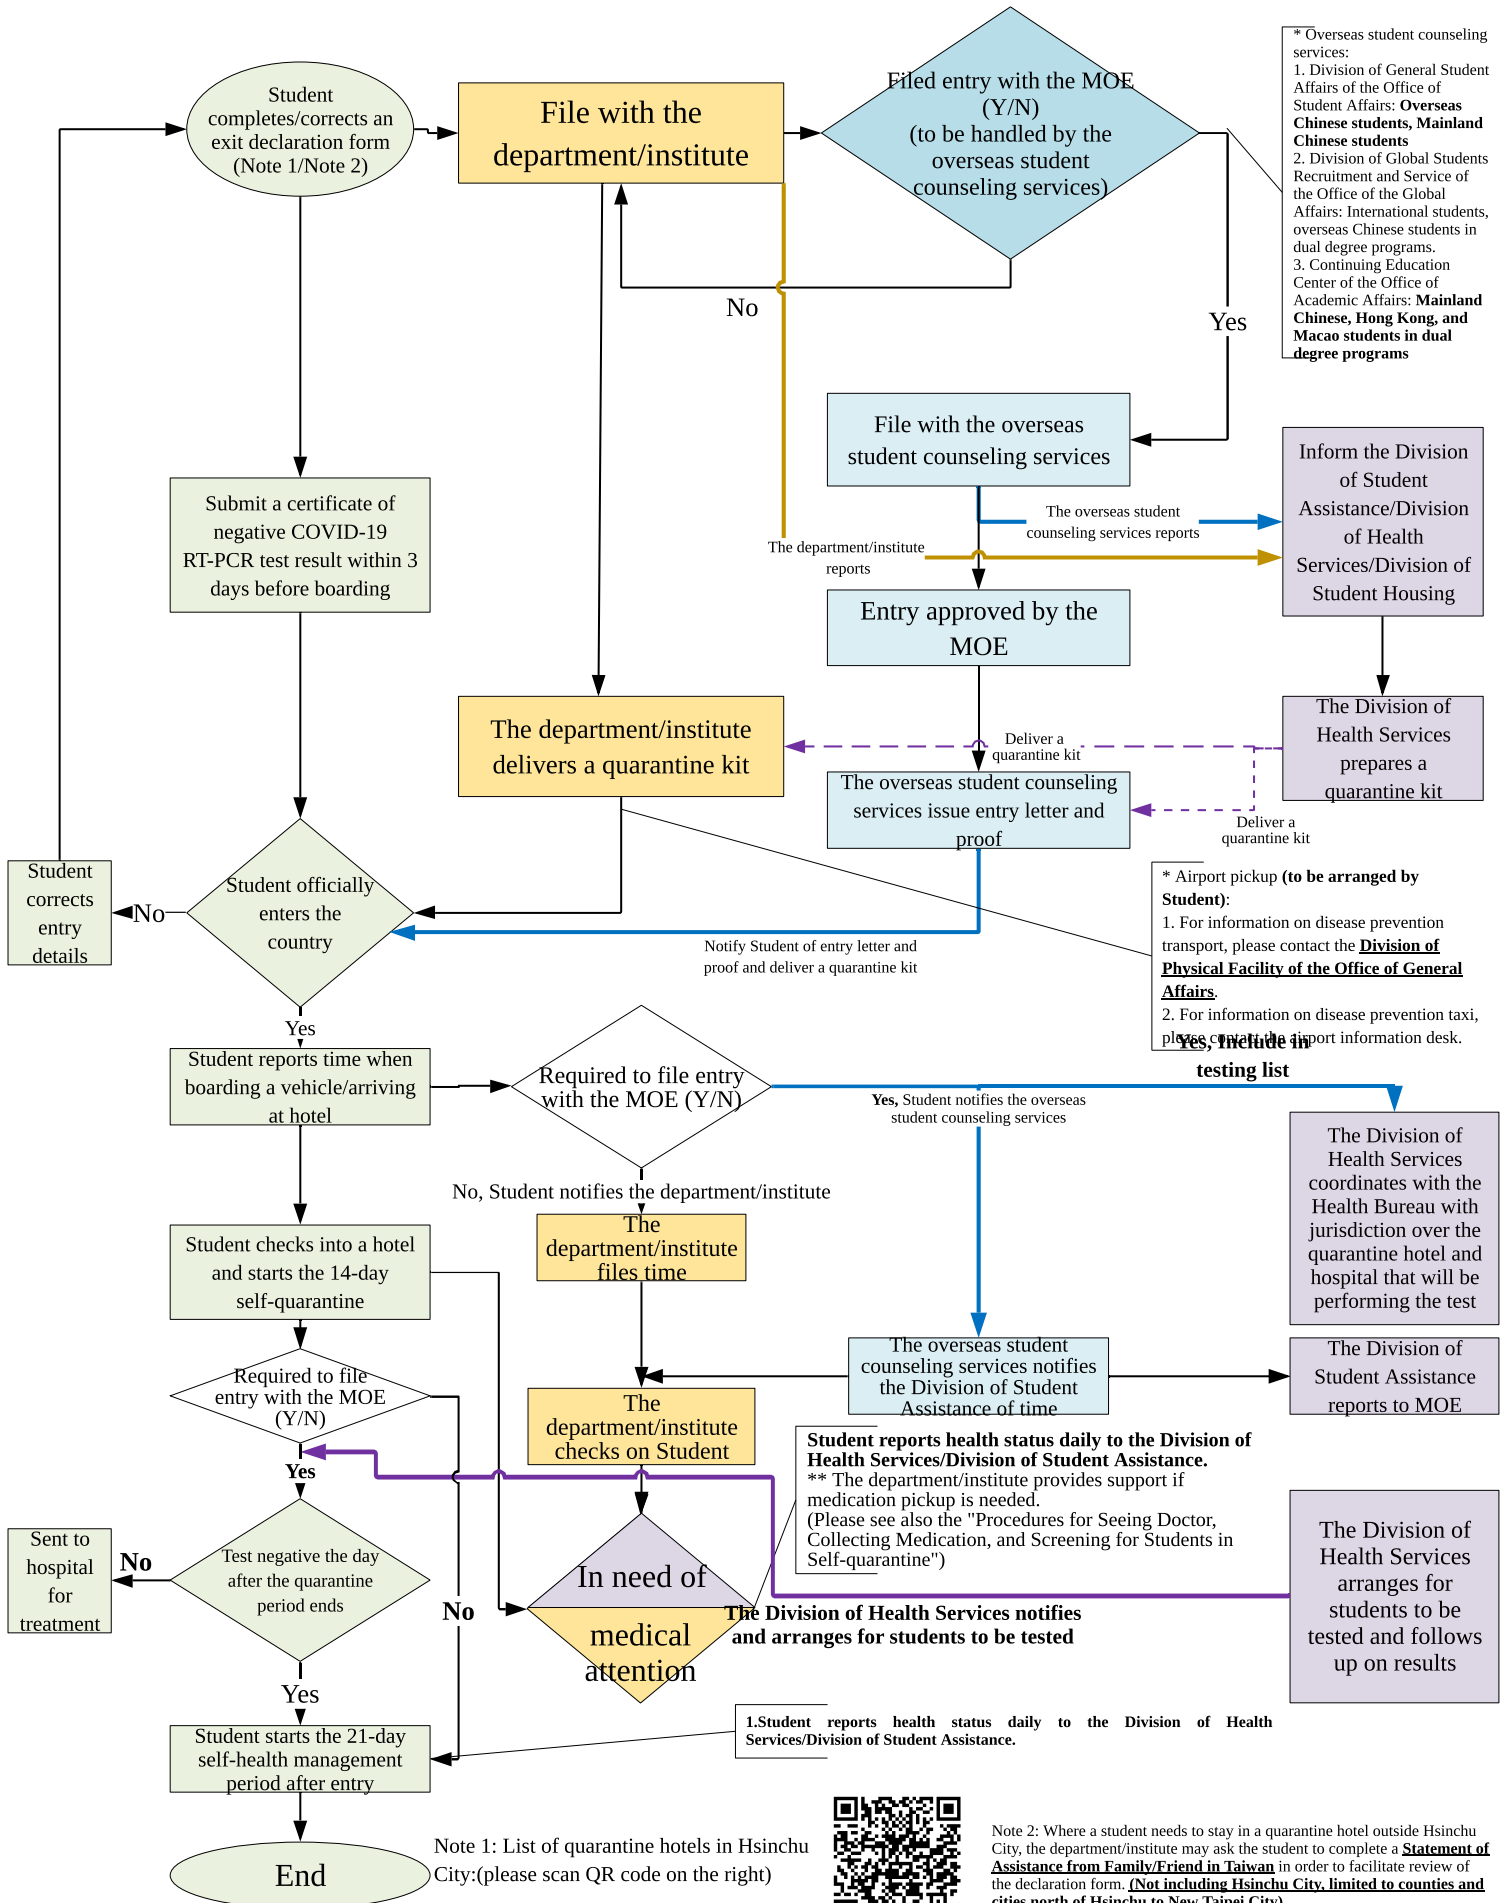 Student
completes/corrects an
exit declaration form
(Note 1/Note 2)
File with the
department/institute
Filed entry with the MOE
(Y/N)
(to be handled by the
overseas student
counseling services)
* Overseas student counseling
services:
1. Division of General Student
Affairs of the Office of
Student Affairs: Overseas
Chinese students, Mainland
Chinese students
2. Division of Global Students
Recruitment and Service of
the Office of the Global
Affairs: International students,
overseas Chinese students in
dual degree programs.
3. Continuing Education
Center of the Office of
Academic Affairs: Mainland
Chinese, Hong Kong, and
Macao students in dual
degree programs
No
Yes
File with the overseas
student counseling services
Inform the Division
of Student
Assistance/Division
of Health
Services/Division of
Student Housing
Submit a certificate of
negative COVID-19
RT-PCR test result within 3
days before boarding
The overseas student
counseling services reports
The department/institute
reports
Entry approved by the
MOE
The department/institute
delivers a quarantine kit
Deliver a
quarantine kit
The Division of
Health Services
prepares a
quarantine kit
The overseas student counseling
services issue entry letter and
proof
Deliver a
quarantine kit
Student
corrects
entry
details
No
Student officially
enters the
country
Notify Student of entry letter and
proof and deliver a quarantine kit
* Airport pickup (to be arranged by
Student):
1. For information on disease prevention
transport, please contact the Division of
Physical Facility of the Office of General
Affairs.
2. For information on disease prevention taxi,
please contact the airport information desk.
Yes
Yes, Include in
testing list
Student reports time when
boarding a vehicle/arriving
at hotel
Required to file entry
with the MOE (Y/N)
Yes, Student notifies the overseas
student counseling services
No, Student notifies the department/institute
The
department/institute
files time
The Division of
Health Services
coordinates with the
Health Bureau with
jurisdiction over the
quarantine hotel and
hospital that will be
performing the test
Student checks into a hotel
and starts the 14-day
self-quarantine
The overseas student
counseling services notifies
the Division of Student
Assistance of time
The Division of
Student Assistance
reports to MOE
Required to file
entry with the MOE
(Y/N)
The
department/institute
checks on Student
Yes
Student reports health status daily to the Division of
Health Services/Division of Student Assistance.
** The department/institute provides support if
medication pickup is needed.
(Please see also the "Procedures for Seeing Doctor,
Collecting Medication, and Screening for Students in
Self-quarantine")
Sent to
hospital
for
treatment
No
Test negative the day
after the quarantine
period ends
No
In need of
medical
attention
The Division of Health Services notifies
and arranges for students to be tested
The Division of
Health Services
arranges for
students to be
tested and follows
up on results
Yes
Student starts the 21-day
self-health management
period after entry
1.Student reports health status daily to the Division of Health
Services/Division of Student Assistance.
End
Note 1: List of quarantine hotels in Hsinchu
City:(please scan QR code on the right)
Note 2: Where a student needs to stay in a quarantine hotel outside Hsinchu
City, the department/institute may ask the student to complete a Statement of
Assistance from Family/Friend in Taiwan in order to facilitate review of
the declaration form. (Not including Hsinchu City, limited to counties and
cities north of Hsinchu to New Taipei City)